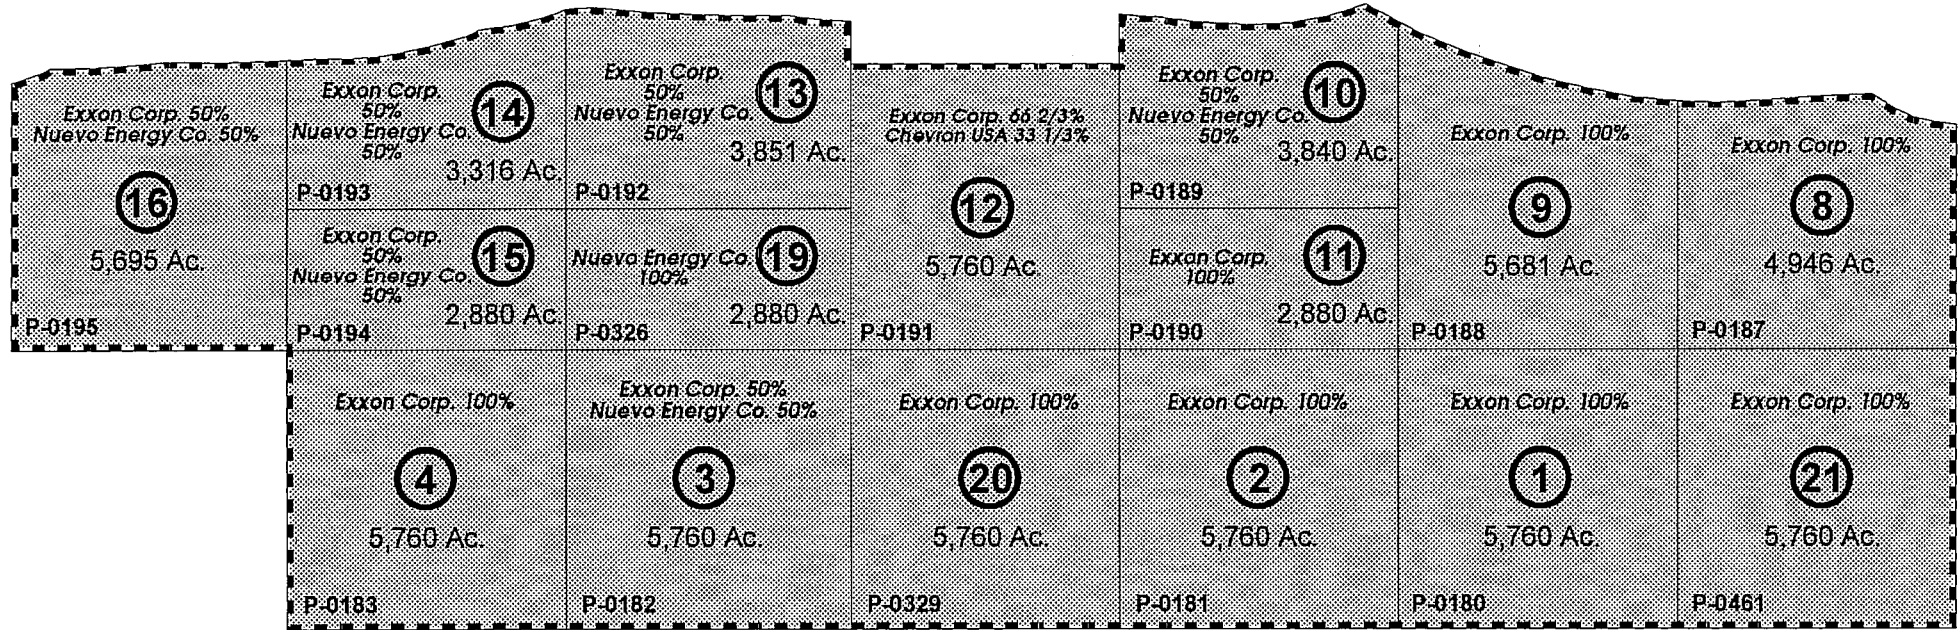 Exxon Corp. 50%
Nuevo Energy Co. 50%
16
5,695 Ac.
P-0195
Exxon Corp.
50%
Nuevo Energy Co.
50%
14
3,316 Ac.
P-0193
Exxon Corp.
50%
Nuevo Energy Co.
50%
13
3,851 Ac.
P-0192
Exxon Corp. 66 2/3%
Chevron USA 33 1/3%
12
5,760 Ac.
P-0191
Exxon Corp.
50%
Nuevo Energy Co.
50%
10
3,840 Ac.
P-0189
Exxon Corp. 100%
9
5,681 Ac.
P-0188
Exxon Corp. 100%
8
4,946 Ac.
P-0187
Exxon Corp.
50%
Nuevo Energy Co.
50%
15
2,880 Ac.
P-0194
Nuevo Energy Co.
100%
19
2,880 Ac.
P-0326
Exxon Corp.
100%
11
2,880 Ac.
P-0190
Exxon Corp. 100%
4
5,760 Ac.
P-0183
Exxon Corp. 50%
Nuevo Energy Co. 50%
3
5,760 Ac.
P-0182
Exxon Corp. 100%
20
5,760 Ac.
P-0329
Exxon Corp. 100%
2
5,760 Ac.
P-0181
Exxon Corp. 100%
1
5,760 Ac.
P-0180
Exxon Corp. 100%
21
5,760 Ac.
P-0461